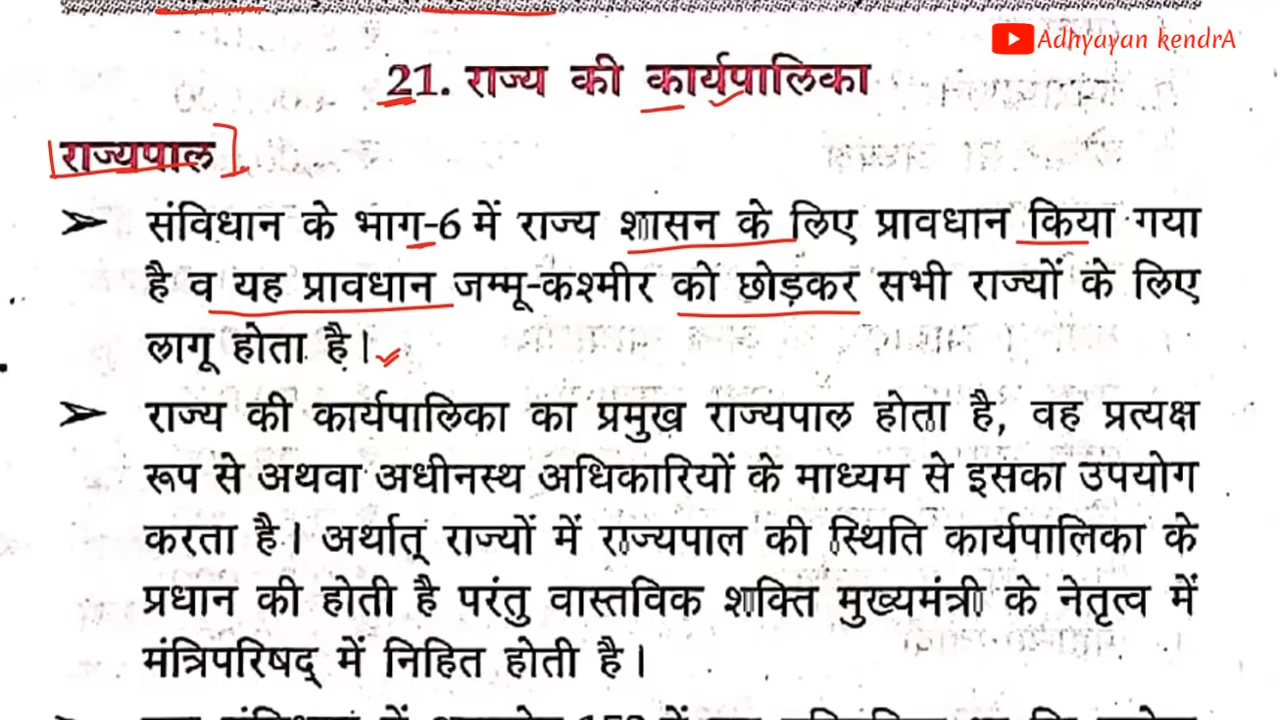 Adhyayan kendrA
21. राज्य की कार्यपालिका
राज्यपाल
संविधान के भाग-6 में राज्य शासन के लिए प्रावधान किया गया
है व यह प्रावधान जम्मू-कश्मीर को छोड़कर सभी राज्यों के लिए
लागू होता है।
राज्य की कार्यपालिका का प्रमुख राज्यपाल होता है, वह प्रत्यक्ष
रूप से अथवा अधीनस्थ अधिकारियों के माध्यम से इसका उपयोग
करता है। अर्थात् राज्यों में राज्यपाल की स्थिति कार्यपालिका के
प्रधान की होती है परंतु वास्तविक शक्ति मुख्यमंत्री के नेतृत्व में
मंत्रिपरिषद् में निहित होती है।